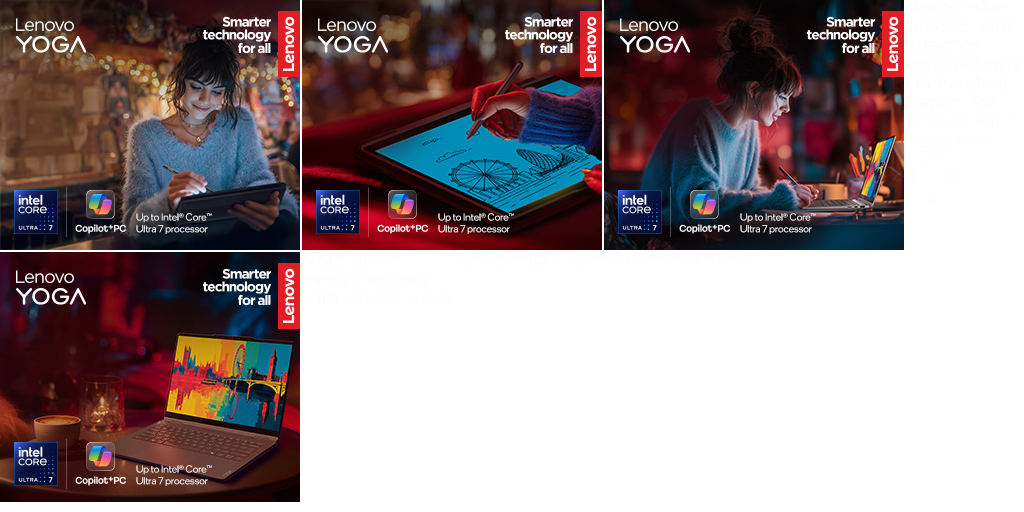 Lenovo
YOGA
Smarter
technology
for all
Lenovo
intel
CORE
ULTRA 7
Copilot+PC
Up to Intel® Core™
Ultra 7 processor
Lenovo
YOGA
Smarter
technology
for all
Lenovo
intel
CORE
ULTRA 7
Copilot+PC
Up to Intel® Core™
Ultra 7 processor
Lenovo
YOGA
Smarter
technology
for all
Lenovo
intel
CORE
ULTRA 7
Copilot+PC
Up to Intel® Core™
Ultra 7 processor
Lenovo
YOGA
Smarter
technology
for all
Lenovo
intel
CORE
ULTRA 7
Copilot+PC
Up to Intel® Core™
Ultra 7 processor